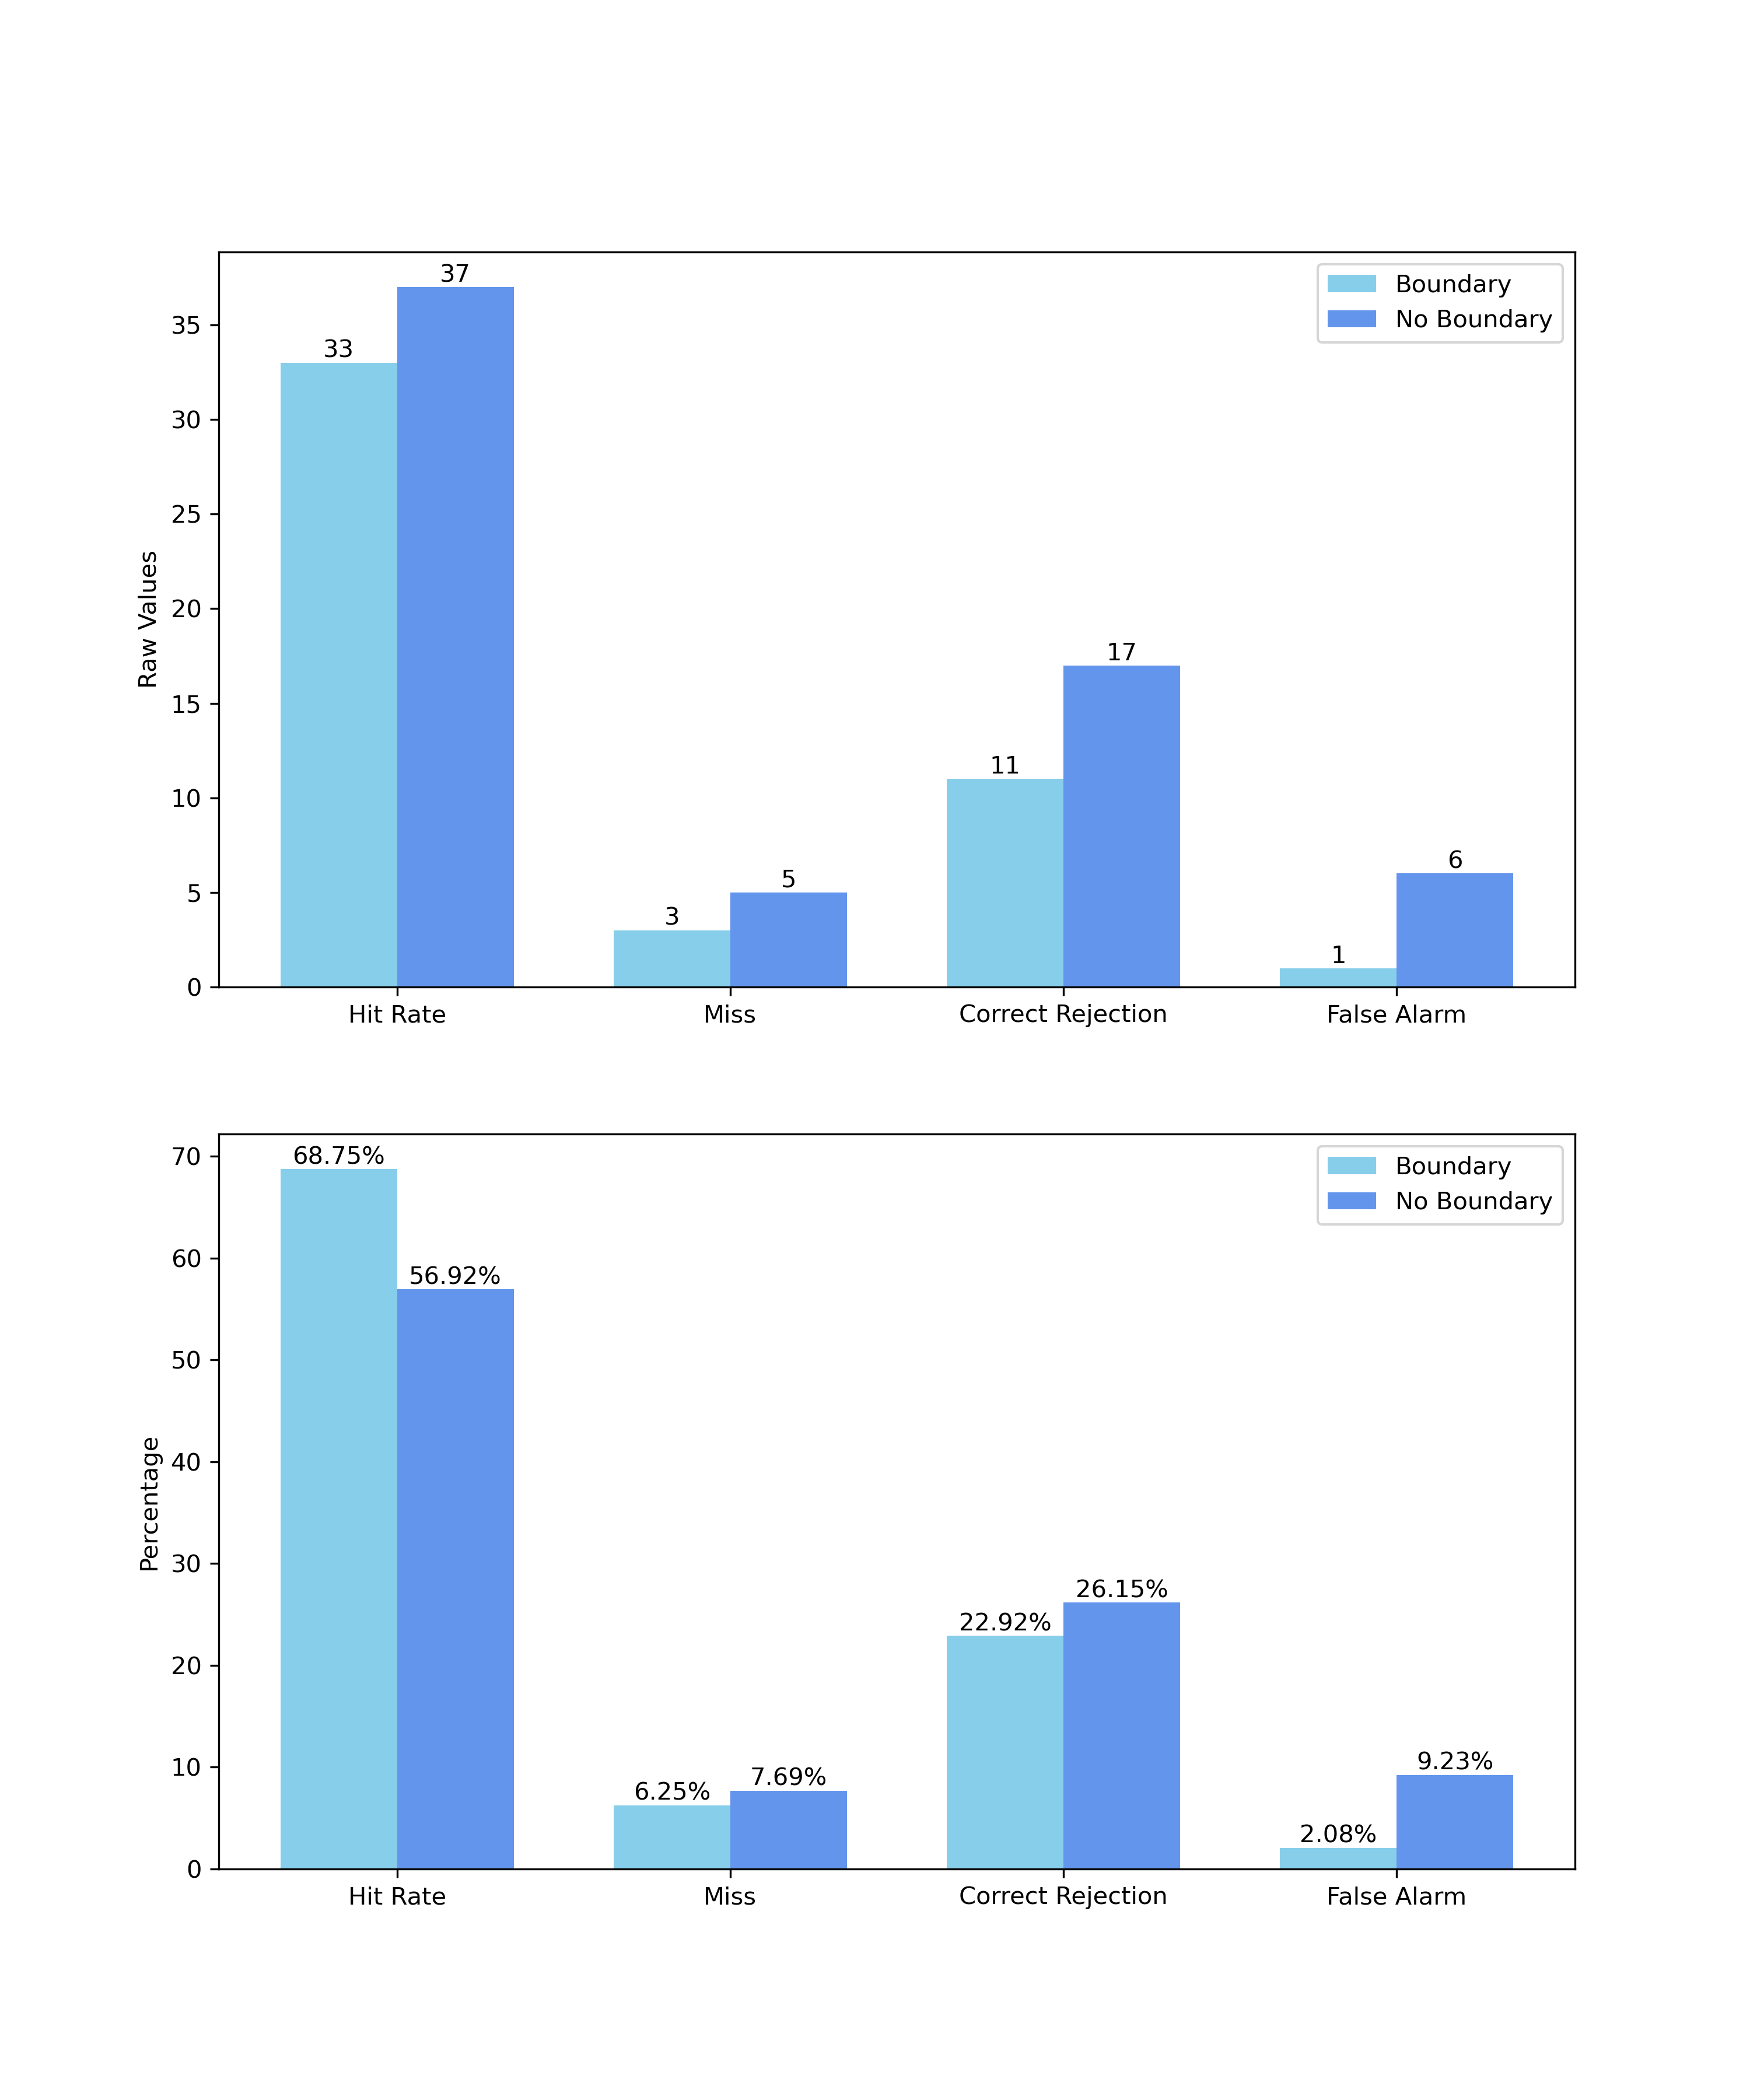 37
33
35
30
25
20
15
10
5
0
Raw Values
Boundary
No Boundary
3
5
11
17
1
6
Hit Rate
Miss
Correct Rejection
False Alarm
68.75%
56.92%
70
60
50
40
30
20
10
0
Percentage
Boundary
No Boundary
6.25%
7.69%
22.92%
26.15%
2.08%
9.23%
Hit Rate
Miss
Correct Rejection
False Alarm